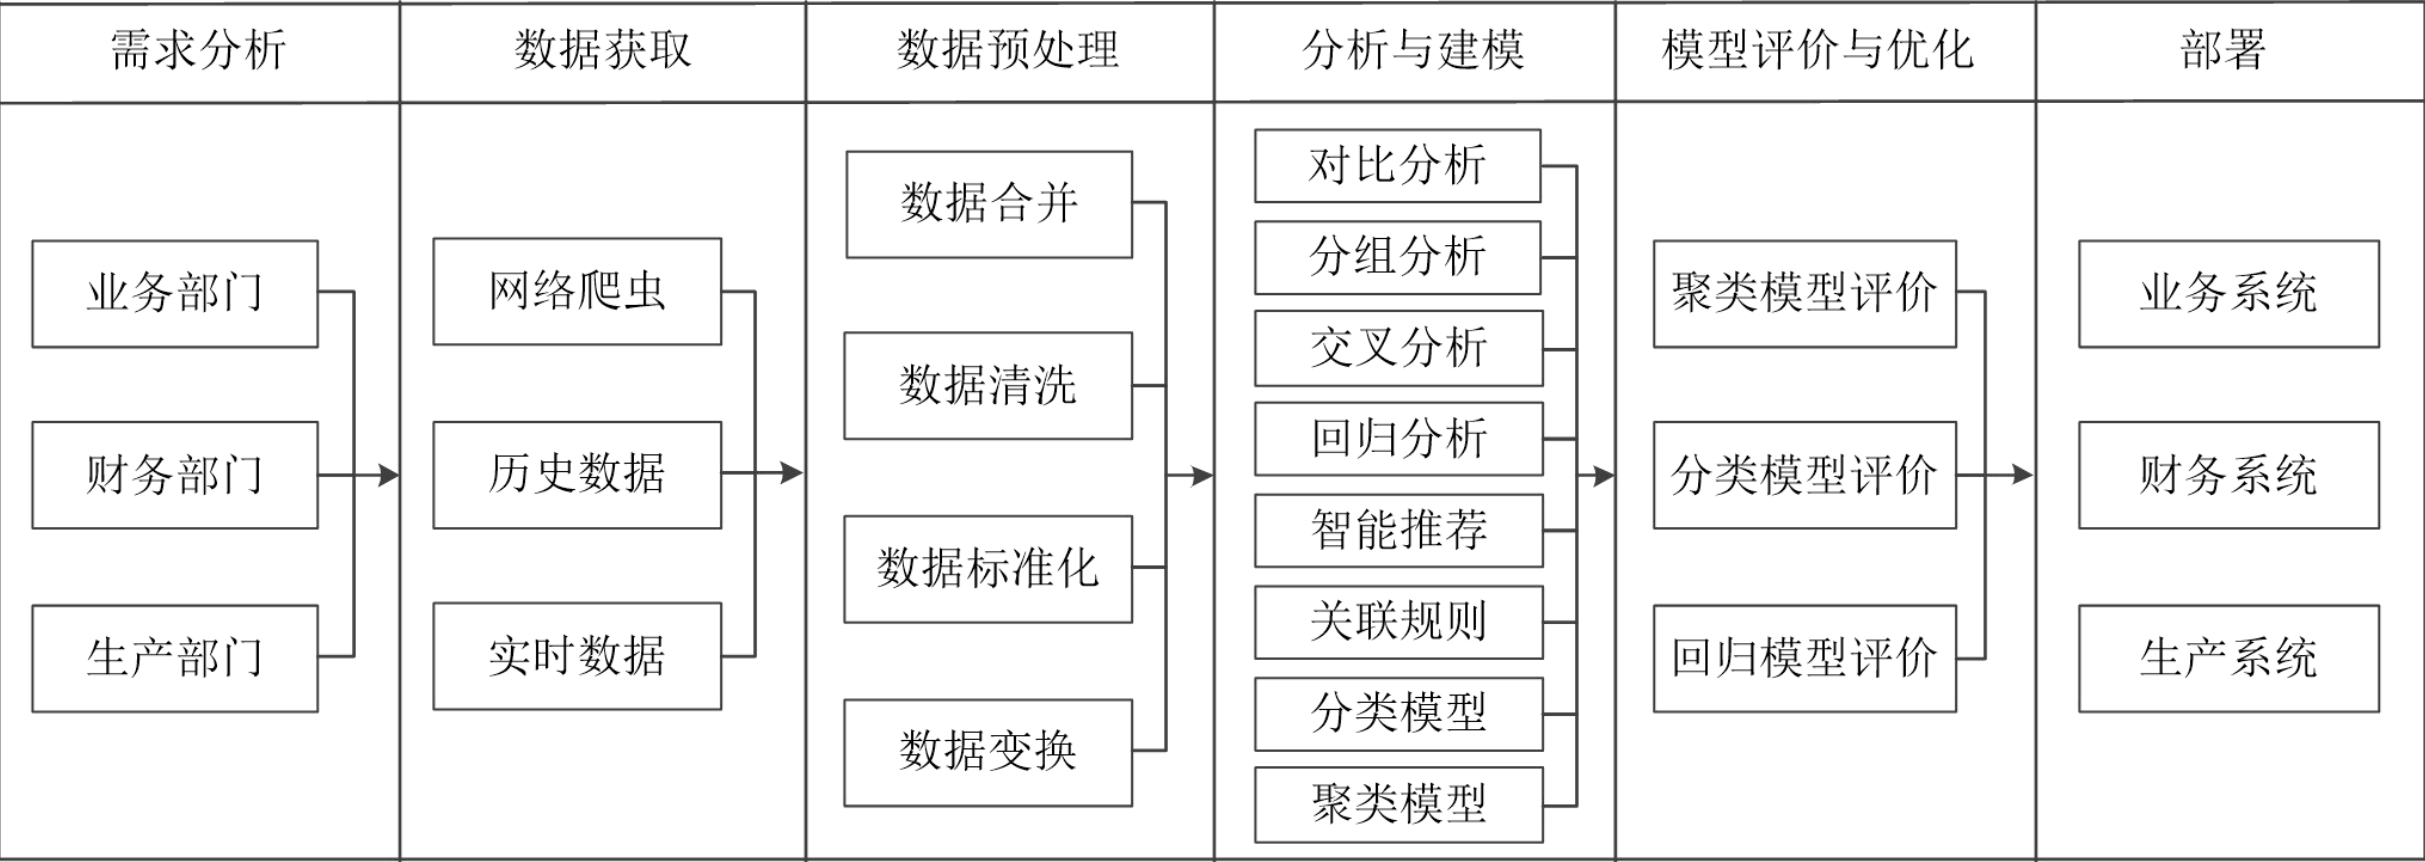 需求分析
数据获取
数据预处理
分析与建模
模型评价与优化
部署
业务部门
财务部门
生产部门
网络爬虫
历史数据
实时数据
数据合并
数据清洗
数据标准化
数据变换
对比分析
分组分析
交叉分析
回归分析
智能推荐
关联规则
分类模型
聚类模型
聚类模型评价
分类模型评价
回归模型评价
业务系统
财务系统
生产系统